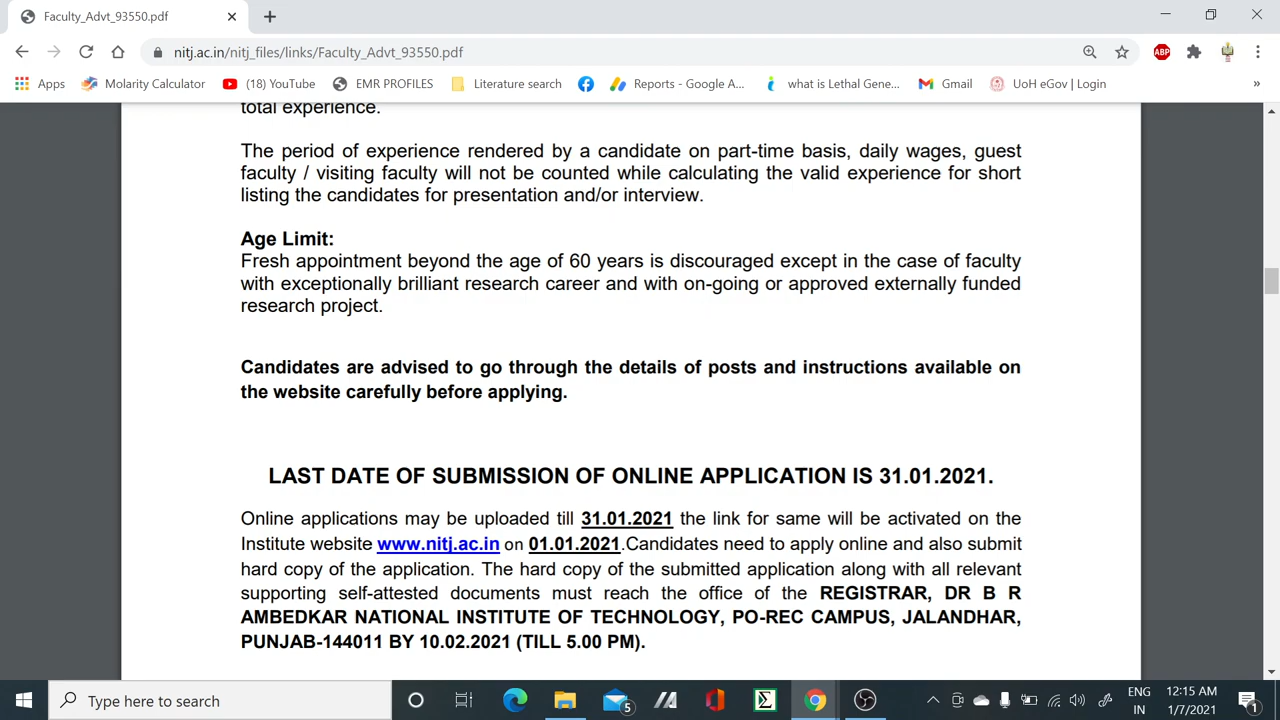 Faculty_Advt_93550.pdf
nitj.ac.in/nitj_files/links/Faculty_Advt_93550.pdf
ABP
Apps Molarity Calculator (18) YouTube EMR PROFILES Literature search Reports - Google A... what is Lethal Gene... Gmail UoH eGov | Login »
total experience.
The period of experience rendered by a candidate on part-time basis, daily wages, guest
faculty / visiting faculty will not be counted while calculating the valid experience for short
listing the candidates for presentation and/or interview.
Age Limit:
Fresh appointment beyond the age of 60 years is discouraged except in the case of faculty
with exceptionally brilliant research career and with on-going or approved externally funded
research project.
Candidates are advised to go through the details of posts and instructions available on
the website carefully before applying.
LAST DATE OF SUBMISSION OF ONLINE APPLICATION IS 31.01.2021.
Online applications may be uploaded till 31.01.2021 the link for same will be activated on the
Institute website www.nitj.ac.in on 01.01.2021.Candidates need to apply online and also submit
hard copy of the application. The hard copy of the submitted application along with all relevant
supporting self-attested documents must reach the office of the REGISTRAR, DR B R
AMBEDKAR NATIONAL INSTITUTE OF TECHNOLOGY, PO-REC CAMPUS, JALANDHAR,
PUNJAB-144011 BY 10.02.2021 (TILL 5.00 PM).
Type here to search
5
ENG
IN
12:15 AM
1/7/2021
1